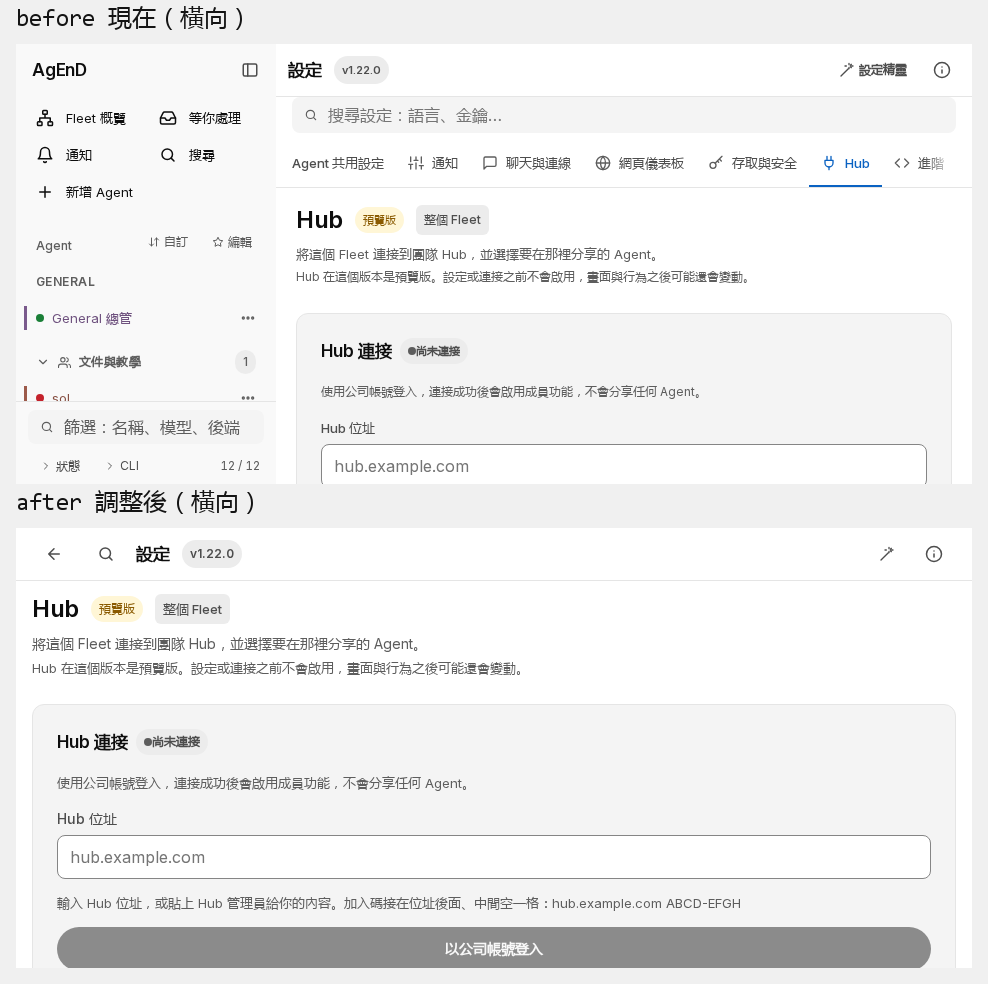 before 現在（橫向）
AgEnD
Fleet 概覽
等你處理
通知
搜尋
新增 Agent
Agent
自訂
編輯
GENERAL
General 總管
文件與教學
1
sol
篩選：名稱、模型、後端
狀態
CLI
12 / 12
設定
v1.22.0
設定精靈
搜尋設定：語言、金鑰…
Agent 共用設定
通知
聊天與連線
網頁儀表板
存取與安全
Hub
進階
Hub
預覽版
整個 Fleet
將這個 Fleet 連接到團隊 Hub，並選擇要在那裡分享的 Agent。
Hub 在這個版本是預覽版。設定或連接之前不會啟用，畫面與行為之後可能還會變動。
Hub 連接
尚未連接
使用公司帳號登入，連接成功後會啟用成員功能，不會分享任何 Agent。
Hub 位址
hub.example.com
after 調整後（橫向）
設定
v1.22.0
Hub
預覽版
整個 Fleet
將這個 Fleet 連接到團隊 Hub，並選擇要在那裡分享的 Agent。
Hub 在這個版本是預覽版。設定或連接之前不會啟用，畫面與行為之後可能還會變動。
Hub 連接
尚未連接
使用公司帳號登入，連接成功後會啟用成員功能，不會分享任何 Agent。
Hub 位址
hub.example.com
輸入 Hub 位址，或貼上 Hub 管理員給你的內容。加入碼接在位址後面、中間空一格：hub.example.com ABCD-EFGH
以公司帳號登入